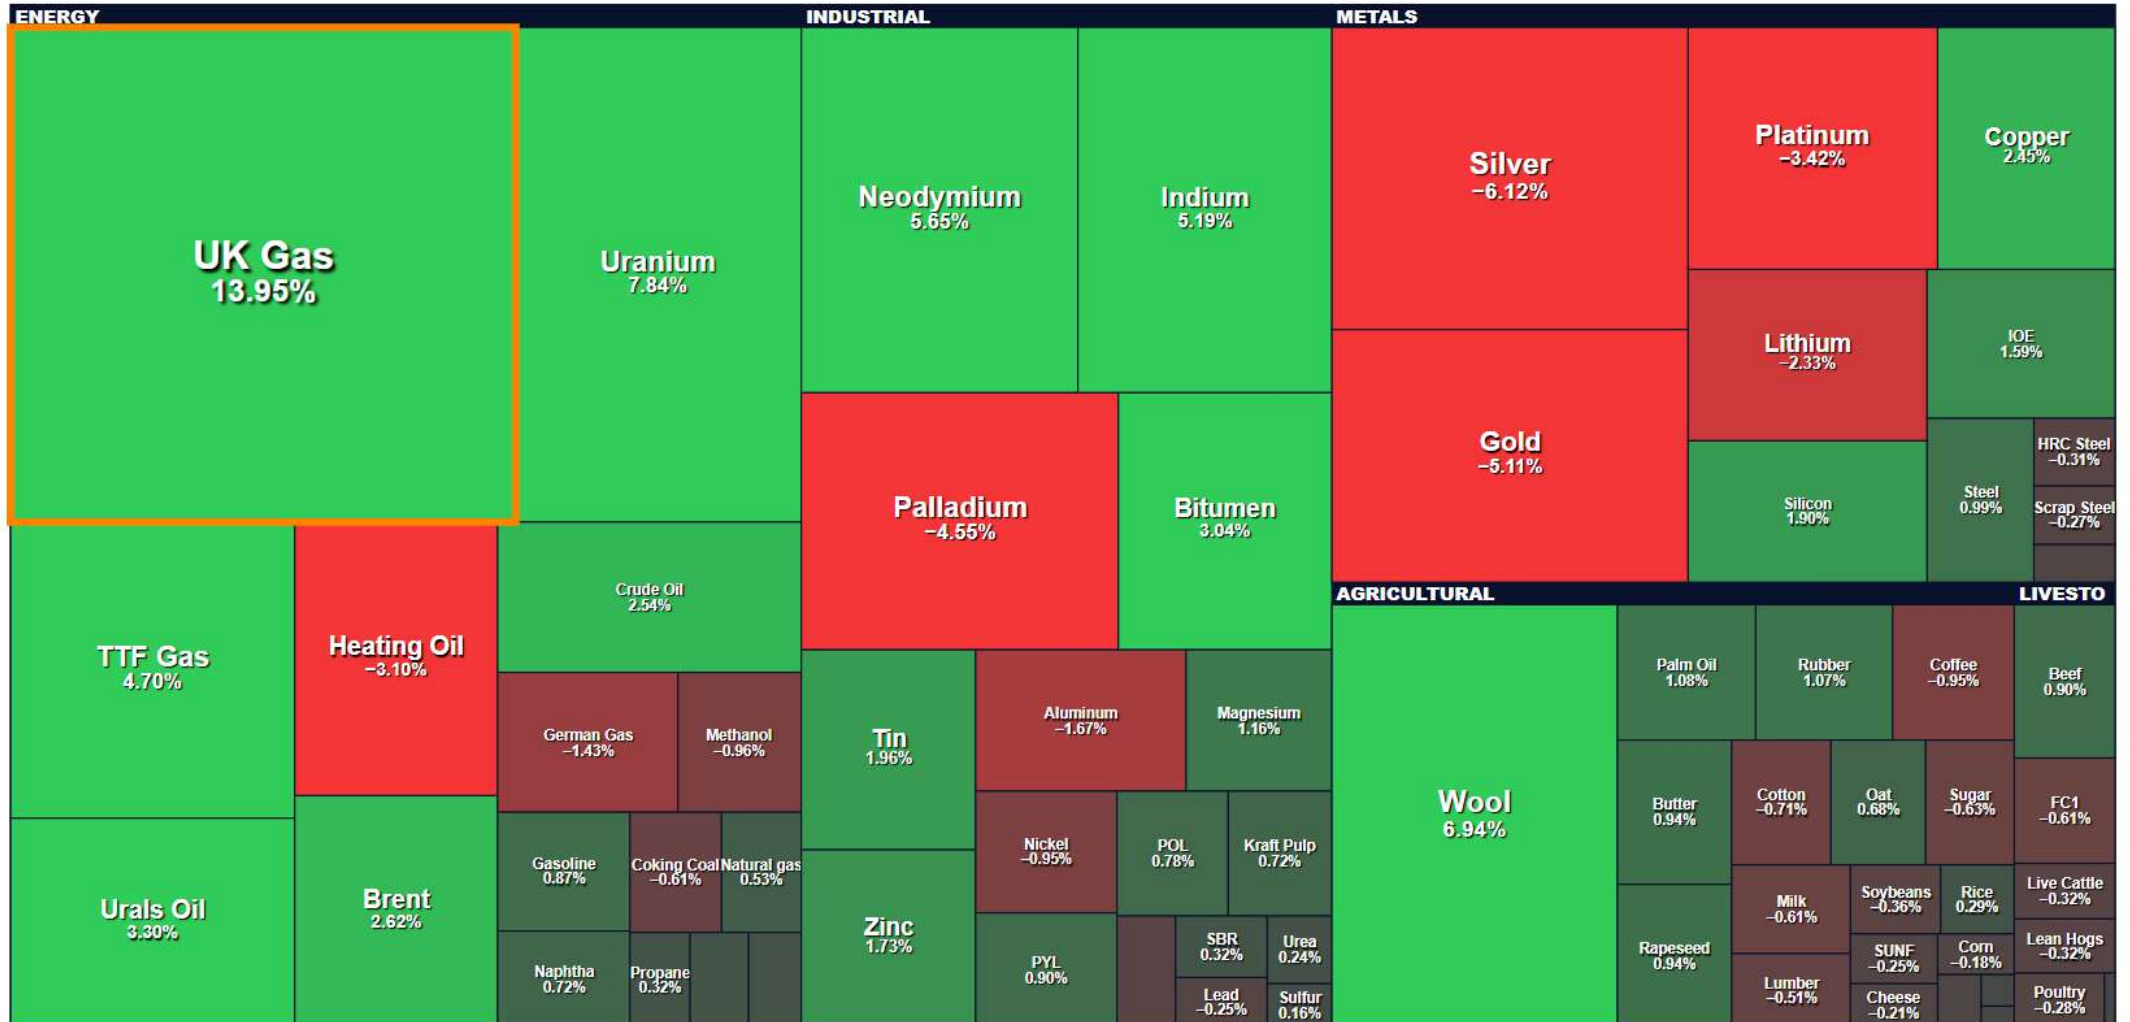 ENERGY
UK Gas
13.95%
Uranium
7.84%
TTF Gas
4.70%
Heating Oil
−3.10%
Crude Oil
2.54%
German Gas
−1.43%
Methanol
−0.96%
Urals Oil
3.30%
Brent
2.62%
Gasoline
0.87%
Coking Coal
−0.61%
Natural gas
0.53%
Naphtha
0.72%
Propane
0.32%
INDUSTRIAL
Neodymium
5.65%
Indium
5.19%
Palladium
−4.55%
Bitumen
3.04%
Tin
1.96%
Aluminum
−1.67%
Magnesium
1.16%
Zinc
1.73%
Nickel
−0.95%
POL
0.78%
Kraft Pulp
0.72%
PYL
0.90%
SBR
0.32%
Urea
0.24%
Lead
−0.25%
Sulfur
0.16%
METALS
Silver
−6.12%
Platinum
−3.42%
Copper
2.45%
Gold
−5.11%
Lithium
−2.33%
IOE
1.59%
Silicon
1.90%
Steel
0.99%
HRC Steel
−0.31%
Scrap Steel
−0.27%
AGRICULTURAL
Wool
6.94%
Palm Oil
1.08%
Rubber
1.07%
Coffee
−0.95%
Butter
0.94%
Cotton
−0.71%
Oat
0.68%
Sugar
−0.63%
Rapeseed
0.94%
Milk
−0.61%
Soybeans
−0.36%
Rice
0.29%
Lumber
−0.51%
SUNF
−0.25%
Corn
−0.18%
Cheese
−0.21%
LIVESTO
Beef
0.90%
FC1
−0.61%
Live Cattle
−0.32%
Lean Hogs
−0.32%
Poultry
−0.28%